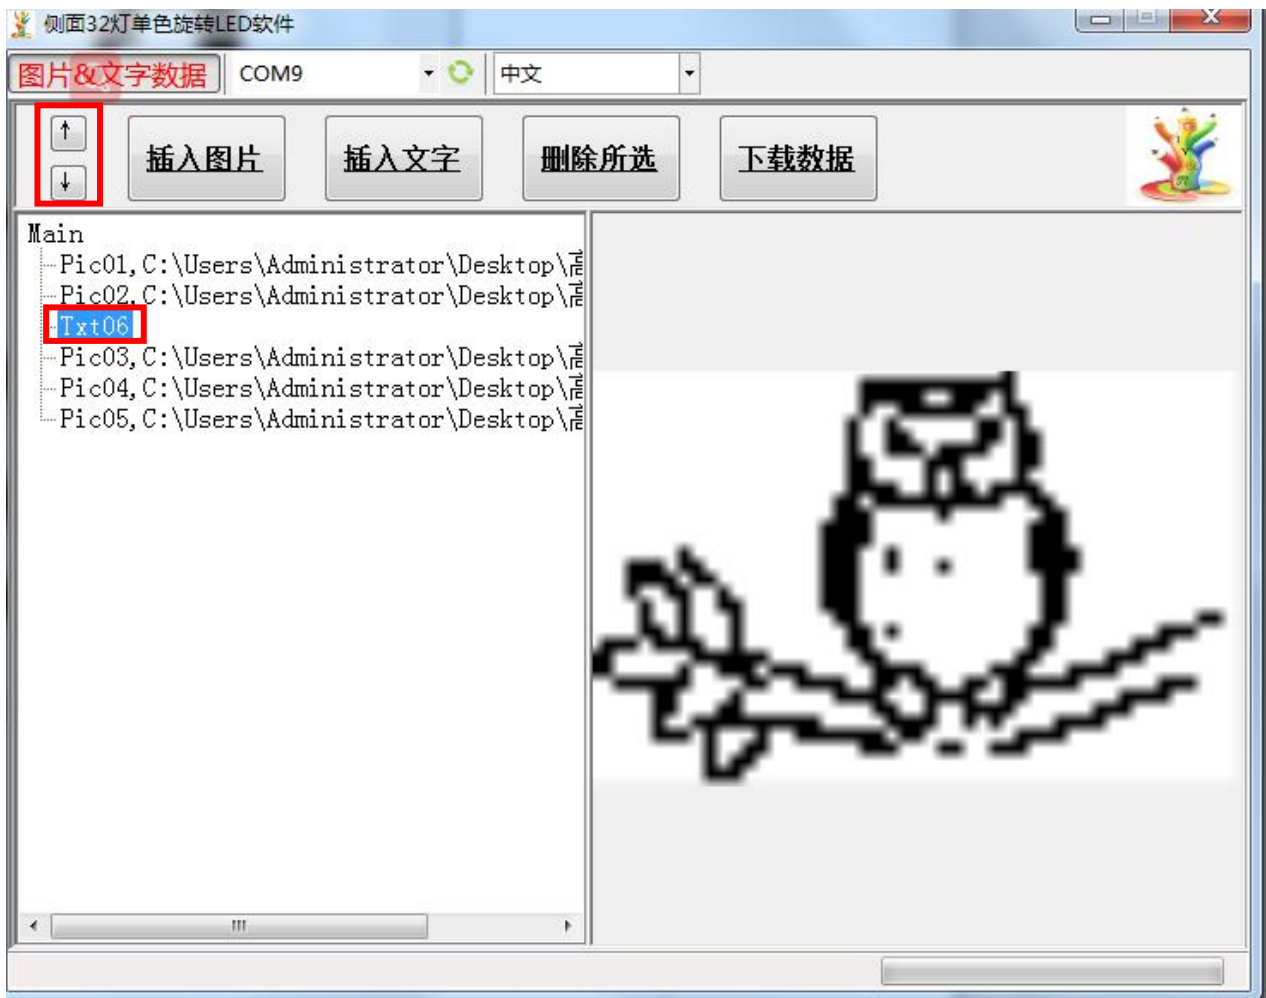 侧面32灯单色旋转LED软件
图片&文字数据 COM9 中文
↑
↓
插入图片 插入文字 删除所选 下载数据
Main
Pic01,C:\Users\Administrator\Desktop\
Pic02,C:\Users\Administrator\Desktop\
Txt06
Pic03,C:\Users\Administrator\Desktop\
Pic04,C:\Users\Administrator\Desktop\
Pic05,C:\Users\Administrator\Desktop\